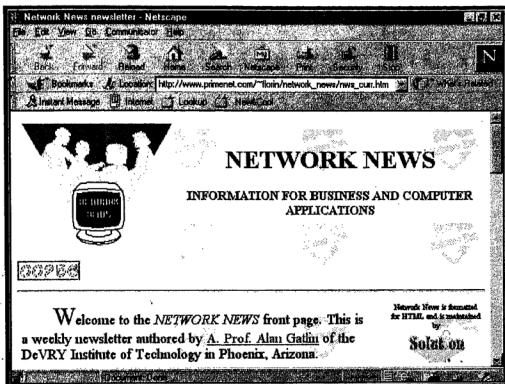 Network News newsletter - Netscape
File Edit View Go Communicator Help
Back Forward Reload Home Search Netscape Print Security Stop
N
Bookmarks Location: http://www.primenet.com/~florin/network_news/nws_curr.htm What's Related
Instant Message Internet Lookup New&Cool
NETWORK NEWS
INFORMATION FOR BUSINESS AND COMPUTER
APPLICATIONS
Welcome to the NETWORK NEWS front page. This
is a weekly newsletter authored by A. Prof. Alan Gatlin of the
DeVRY Institute of Technology in Phoenix, Arizona.
Network News is formatted
for HTML and is maintained
by
Document: Done